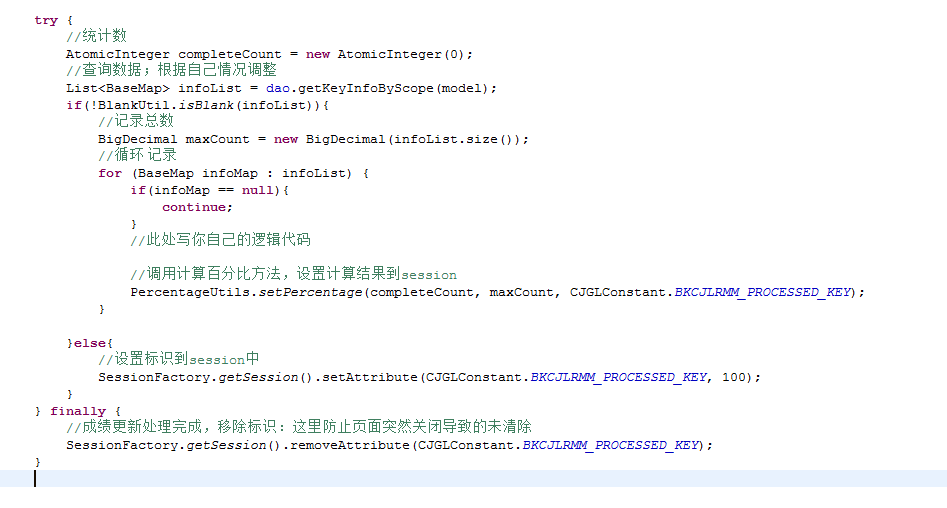 try {
//统计数
AtomicInteger completeCount = new AtomicInteger(0);
//查询数据；根据自己情况调整
List<BaseMap> infoList = dao.getKeyInfoByScope(model);
if(!BlankUtil.isBlank(infoList)){
//记录总数
BigDecimal maxCount = new BigDecimal(infoList.size());
//循环 记录
for (BaseMap infoMap : infoList) {
if(infoMap == null){
continue;
}
//此处写你自己的逻辑代码
//调用计算百分比方法，设置计算结果到session
PercentageUtils.setPercentage(completeCount, maxCount, CJGLConstant.BKCJLRMM_PROCESSED_KEY);
}
}else{
//设置标识到session中
SessionFactory.getSession().setAttribute(CJGLConstant.BKCJLRMM_PROCESSED_KEY, 100);
}
} finally {
//成绩更新处理完成，移除标识：这里防止页面突然关闭导致的未清除
SessionFactory.getSession().removeAttribute(CJGLConstant.BKCJLRMM_PROCESSED_KEY);
}